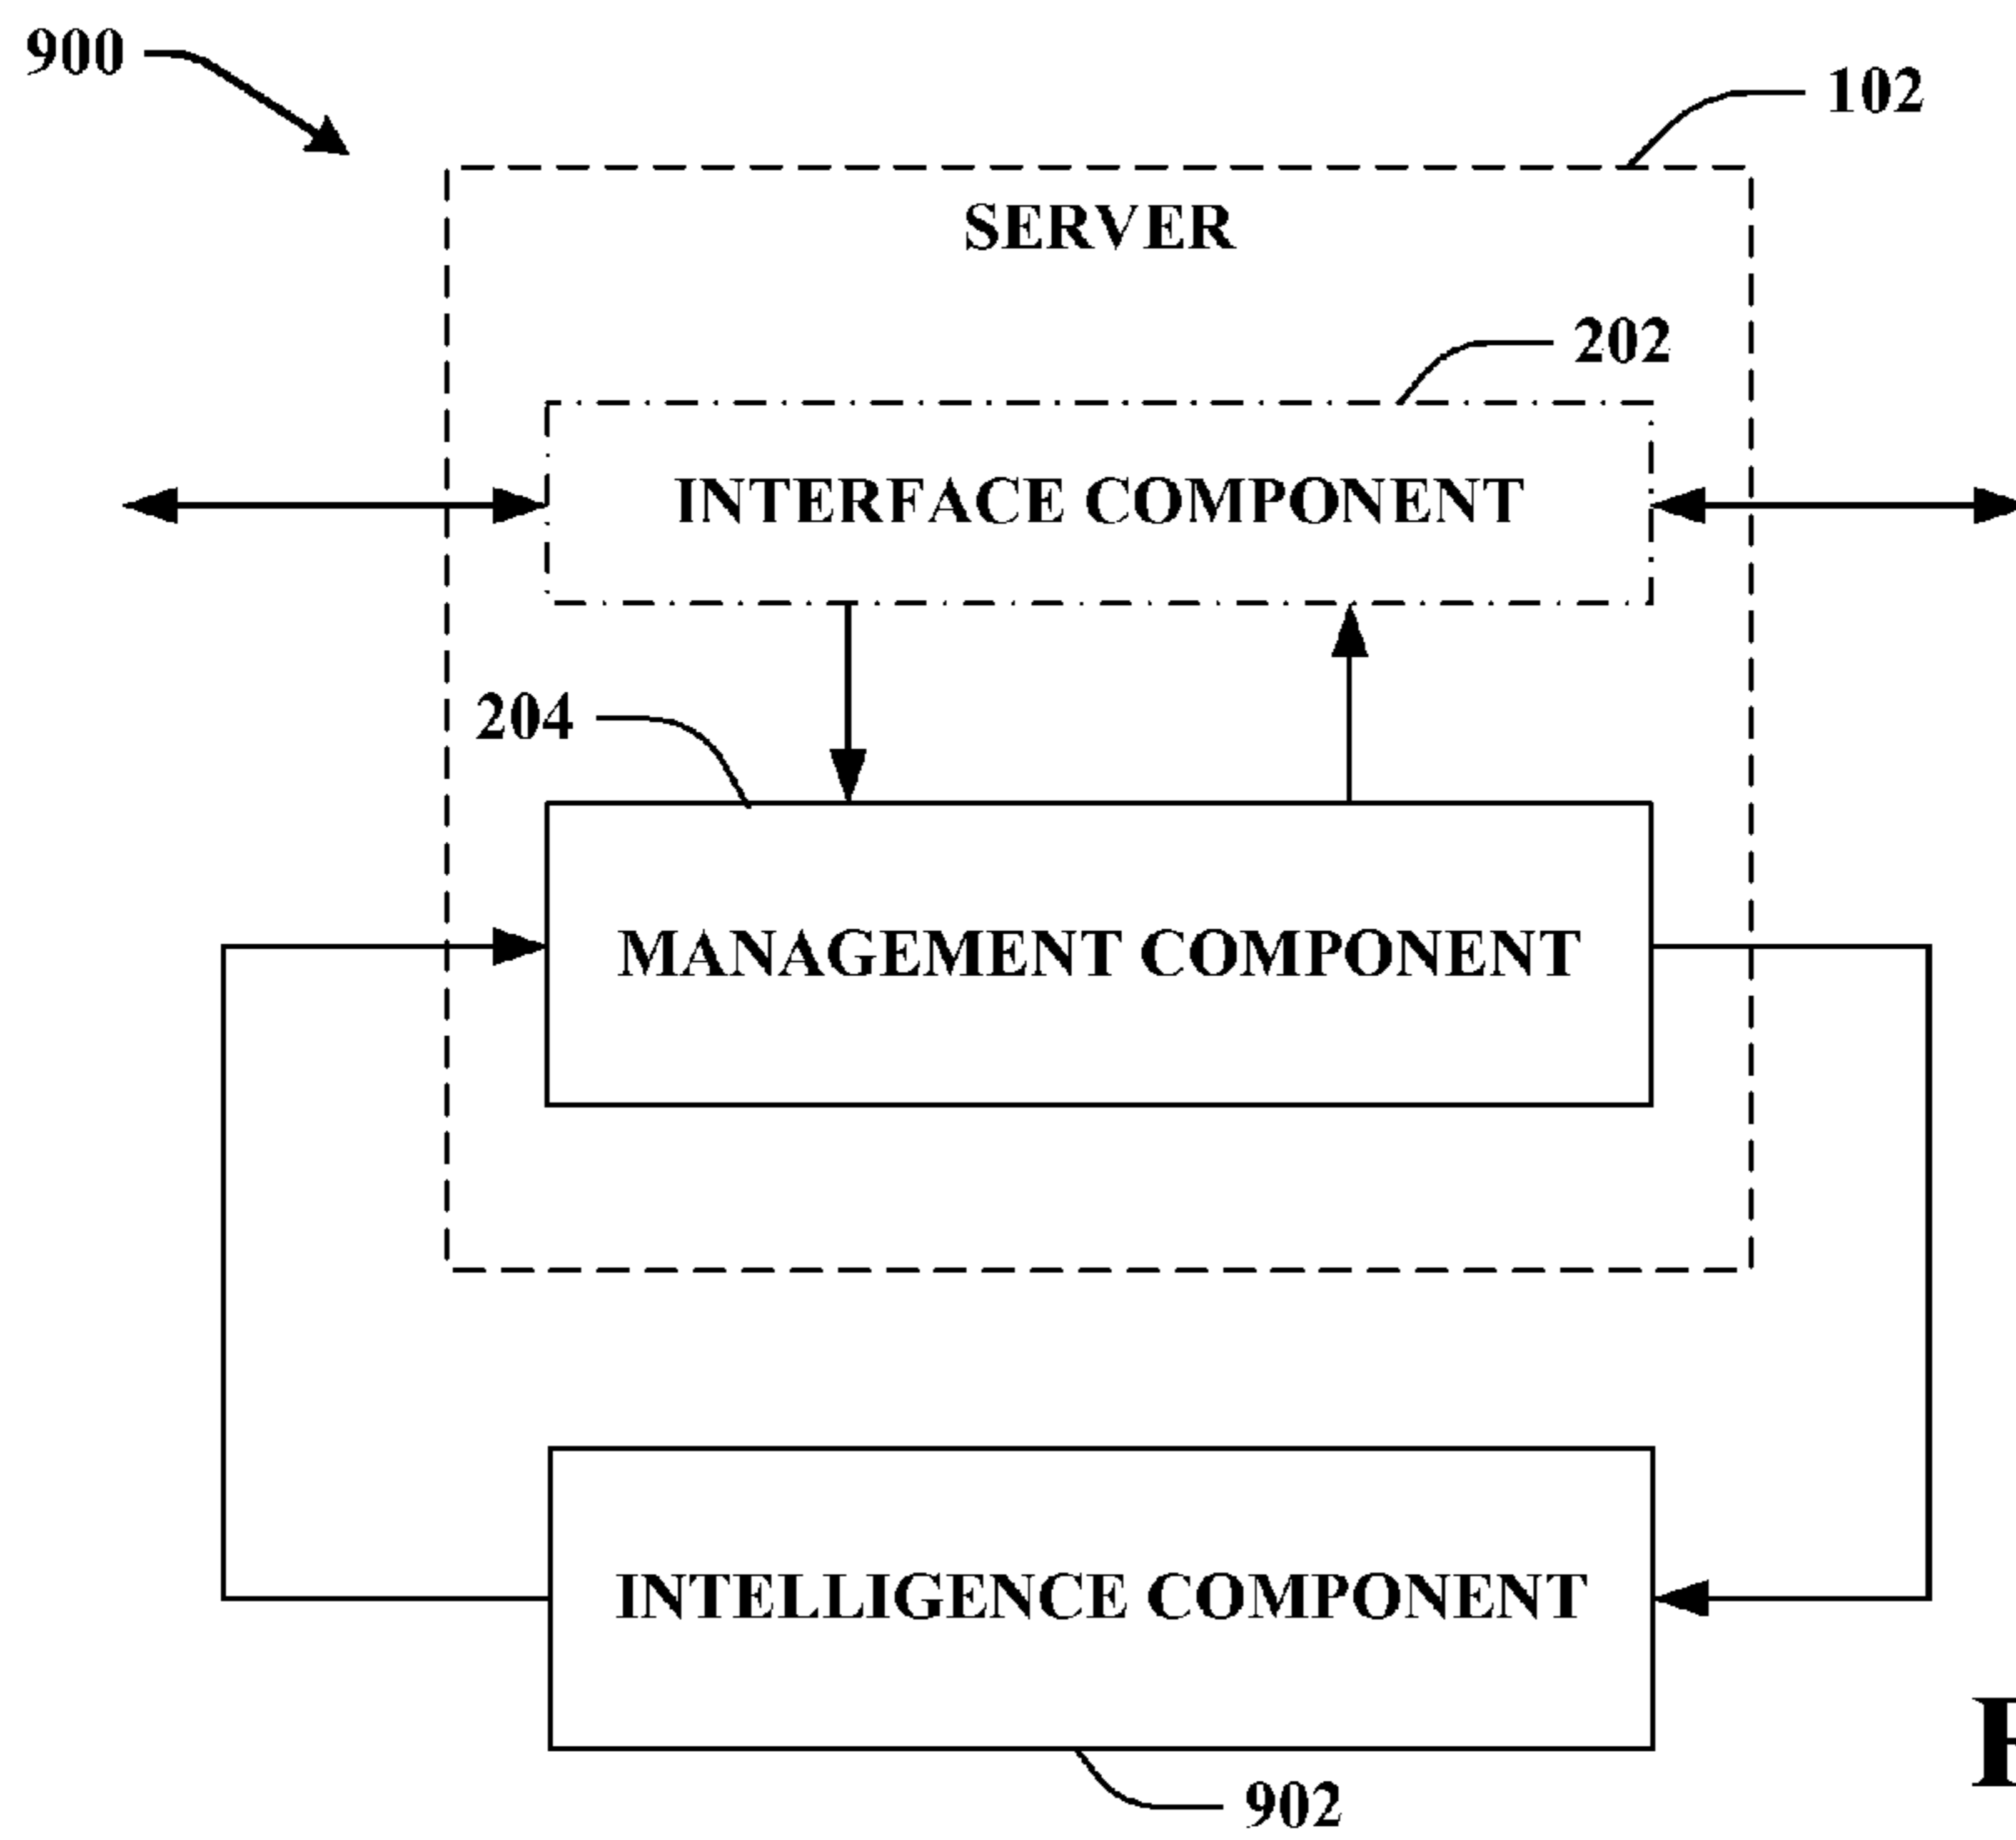 900
102
SERVER
202
INTERFACE COMPONENT
204
MANAGEMENT COMPONENT
INTELLIGENCE COMPONENT
902